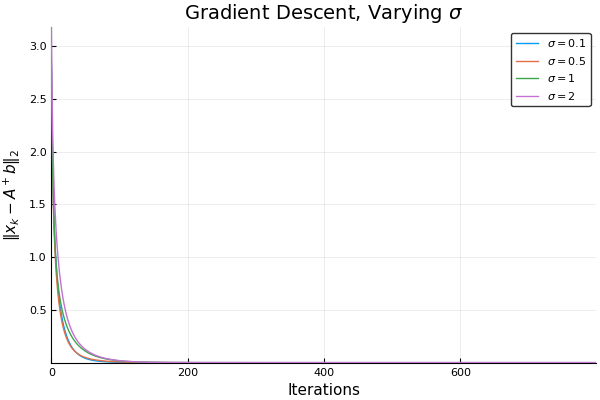 Gradient Descent, Varying σ
σ = 0.1
σ = 0.5
σ = 1
σ = 2
‖x_k − A⁺b‖₂
3.0
2.5
2.0
1.5
1.0
0.5
0 200 400 600
Iterations